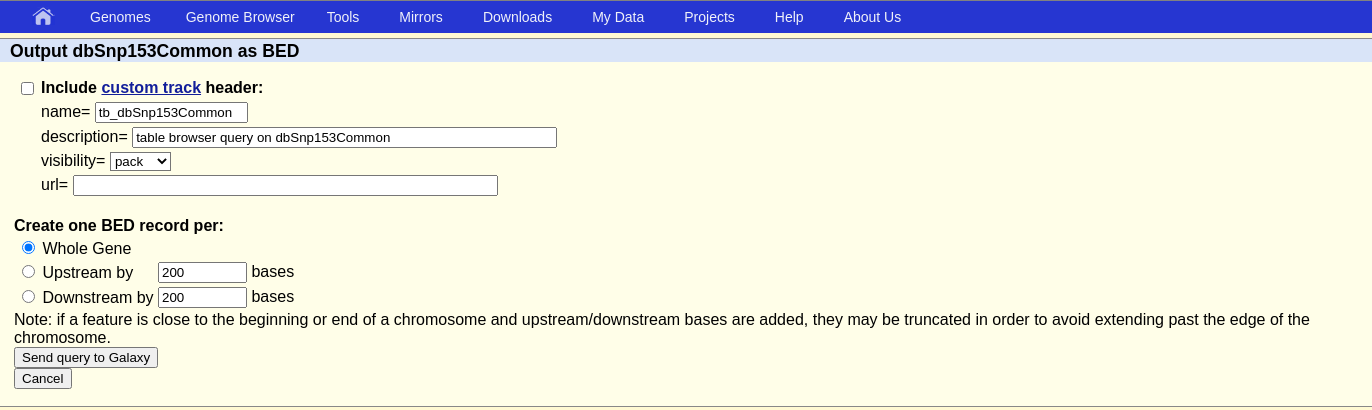 Genomes Genome Browser Tools Mirrors Downloads My Data Projects Help About Us
Output dbSnp153Common as BED
Include custom track header:
name= tb_dbSnp153Common
description= table browser query on dbSnp153Common
visibility= pack
url=
Create one BED record per:
Whole Gene
Upstream by 200 bases
Downstream by 200 bases
Note: if a feature is close to the beginning or end of a chromosome and upstream/downstream bases are added, they may be truncated in order to avoid extending past the edge of the
chromosome.
Send query to Galaxy
Cancel